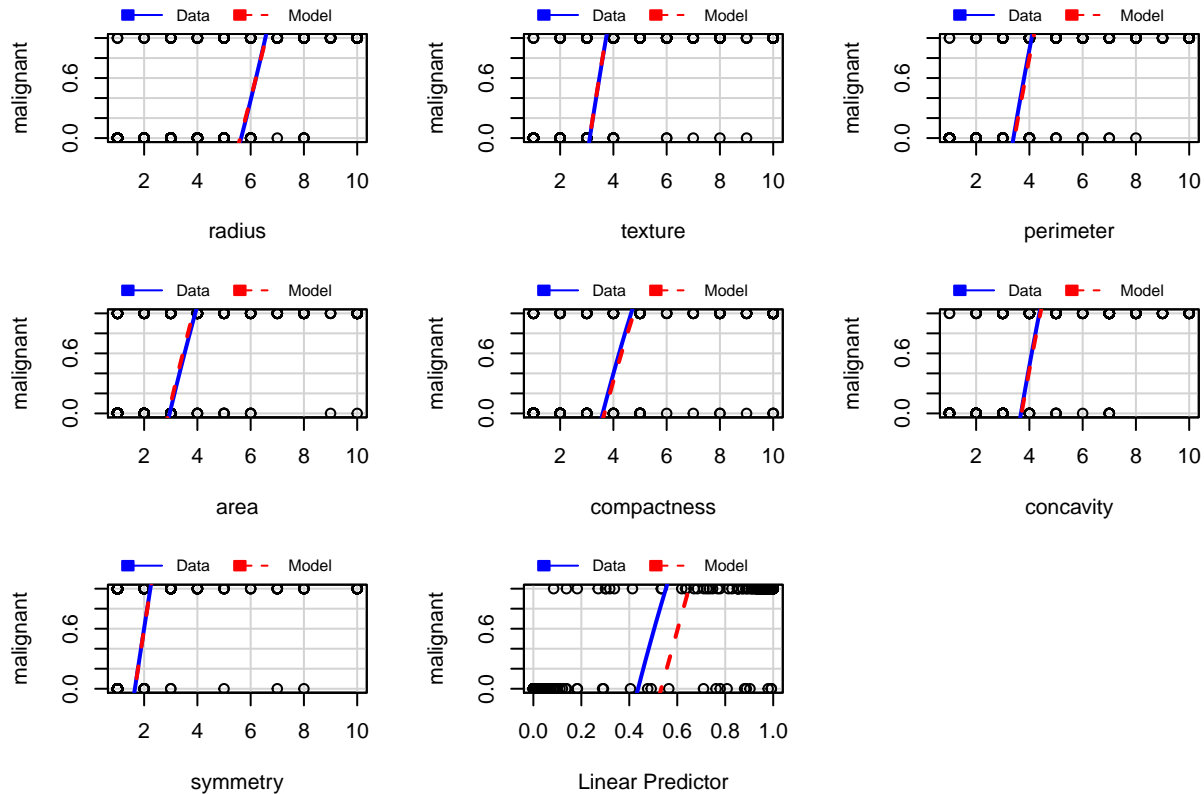 Data Model Data Model Data Model
malignant malignant malignant
0.0 0.6 0.0 0.6 0.0 0.6
2 4 6 8 10 2 4 6 8 10 2 4 6 8 10
radius texture perimeter
Data Model Data Model Data Model
malignant malignant malignant
0.0 0.6 0.0 0.6 0.0 0.6
2 4 6 8 10 2 4 6 8 10 2 4 6 8 10
area compactness concavity
Data Model Data Model
malignant malignant
0.0 0.6 0.0 0.6
2 4 6 8 10 0.0 0.2 0.4 0.6 0.8 1.0
symmetry Linear Predictor